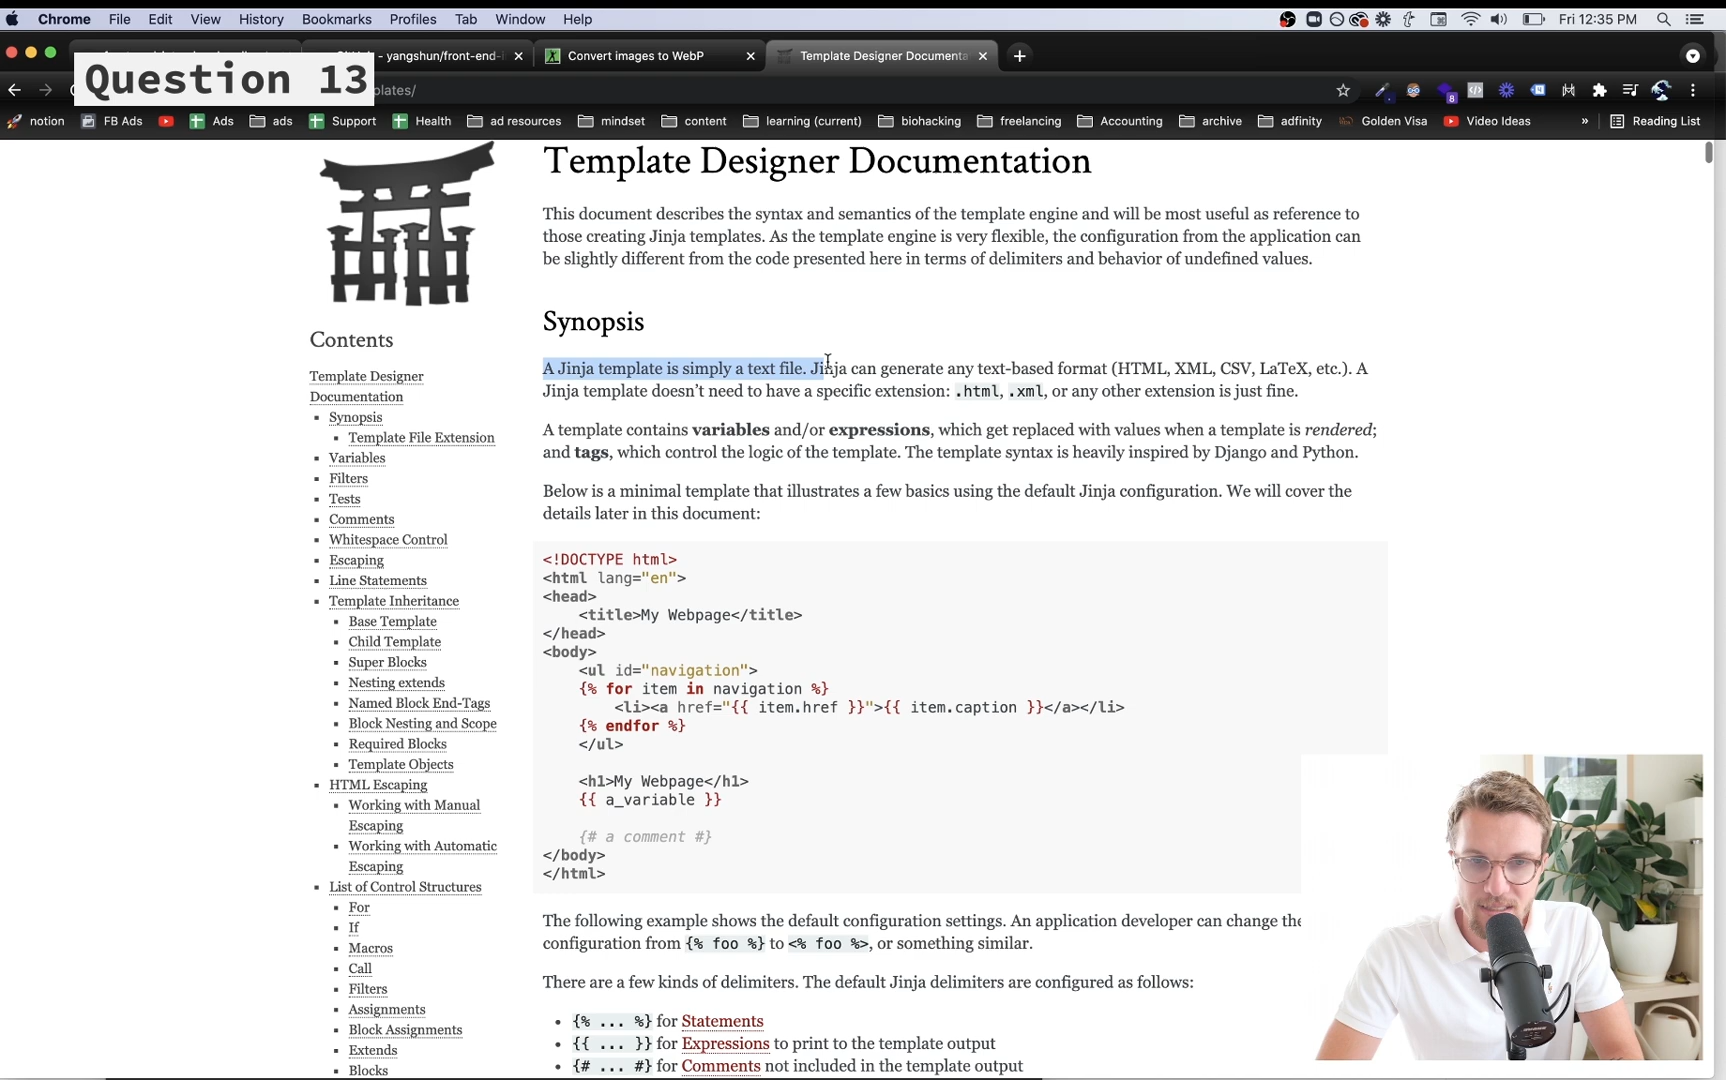 Chrome File Edit View History Bookmarks Profiles Tab Window Help Fri 12:35 PM
- yangshun/front-end-i Convert images to WebP Template Designer Documenta
Question 13
plates/
notion FB Ads Ads ads Support Health ad resources mindset content learning (current) biohacking freelancing Accounting archive adfinity Golden Visa Video Ideas » Reading List
8
Contents
Template Designer
Documentation
Synopsis
Template File Extension
Variables
Filters
Tests
Comments
Whitespace Control
Escaping
Line Statements
Template Inheritance
Base Template
Child Template
Super Blocks
Nesting extends
Named Block End-Tags
Block Nesting and Scope
Required Blocks
Template Objects
HTML Escaping
Working with Manual
Escaping
Working with Automatic
Escaping
List of Control Structures
For
If
Macros
Call
Filters
Assignments
Block Assignments
Extends
Blocks
Template Designer Documentation
This document describes the syntax and semantics of the template engine and will be most useful as reference to
those creating Jinja templates. As the template engine is very flexible, the configuration from the application can
be slightly different from the code presented here in terms of delimiters and behavior of undefined values.
Synopsis
A Jinja template is simply a text file. Jinja can generate any text-based format (HTML, XML, CSV, LaTeX, etc.). A
Jinja template doesn’t need to have a specific extension: .html, .xml, or any other extension is just fine.
A template contains variables and/or expressions, which get replaced with values when a template is rendered;
and tags, which control the logic of the template. The template syntax is heavily inspired by Django and Python.
Below is a minimal template that illustrates a few basics using the default Jinja configuration. We will cover the
details later in this document:
<!DOCTYPE html>
<html lang="en">
<head>
    <title>My Webpage</title>
</head>
<body>
    <ul id="navigation">
    {% for item in navigation %}
        <li><a href="{{ item.href }}">{{ item.caption }}</a></li>
    {% endfor %}
    </ul>
    <h1>My Webpage</h1>
    {{ a_variable }}
    {# a comment #}
</body>
</html>
The following example shows the default configuration settings. An application developer can change the
configuration from {% foo %} to <% foo %>, or something similar.
There are a few kinds of delimiters. The default Jinja delimiters are configured as follows:
{% ... %} for Statements
{{ ... }} for Expressions to print to the template output
{# ... #} for Comments not included in the template output